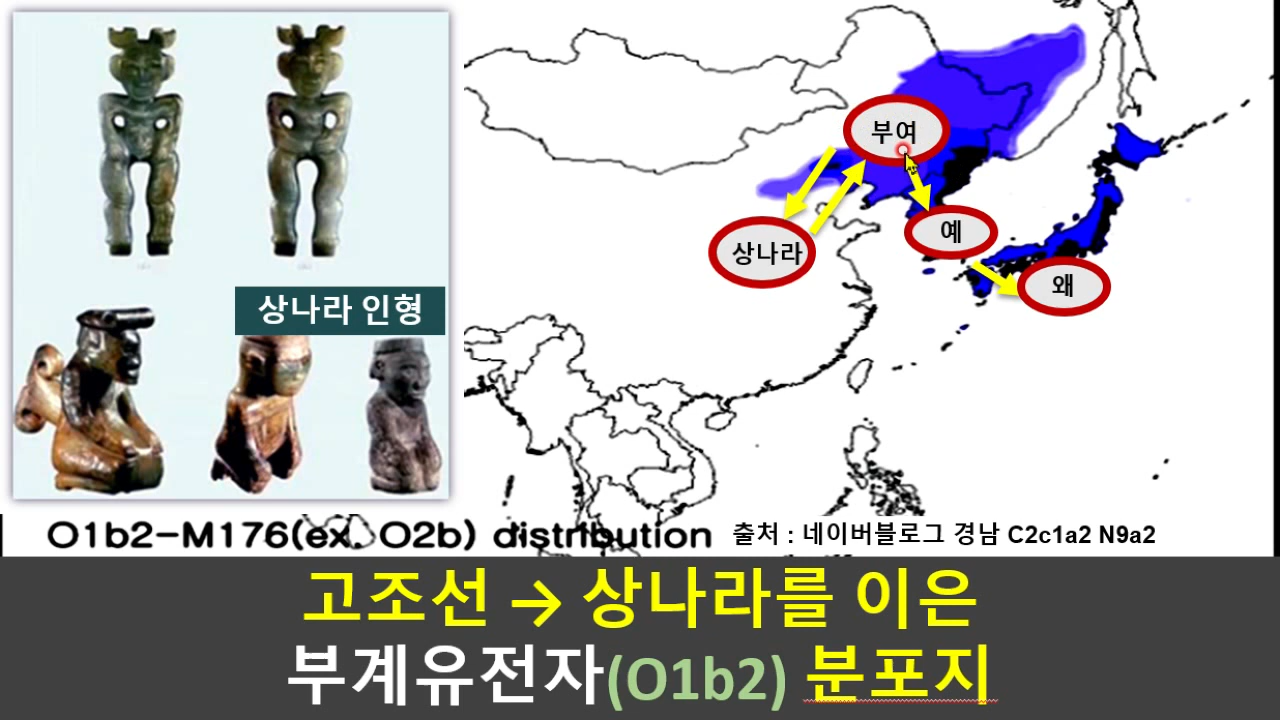 부여
상나라
예
왜
상나라 인형
O1b2-M176(ex. O2b) distribution
출처 : 네이버블로그 경남 C2c1a2 N9a2
고조선 → 상나라를 이은
부계유전자(O1b2) 분포지